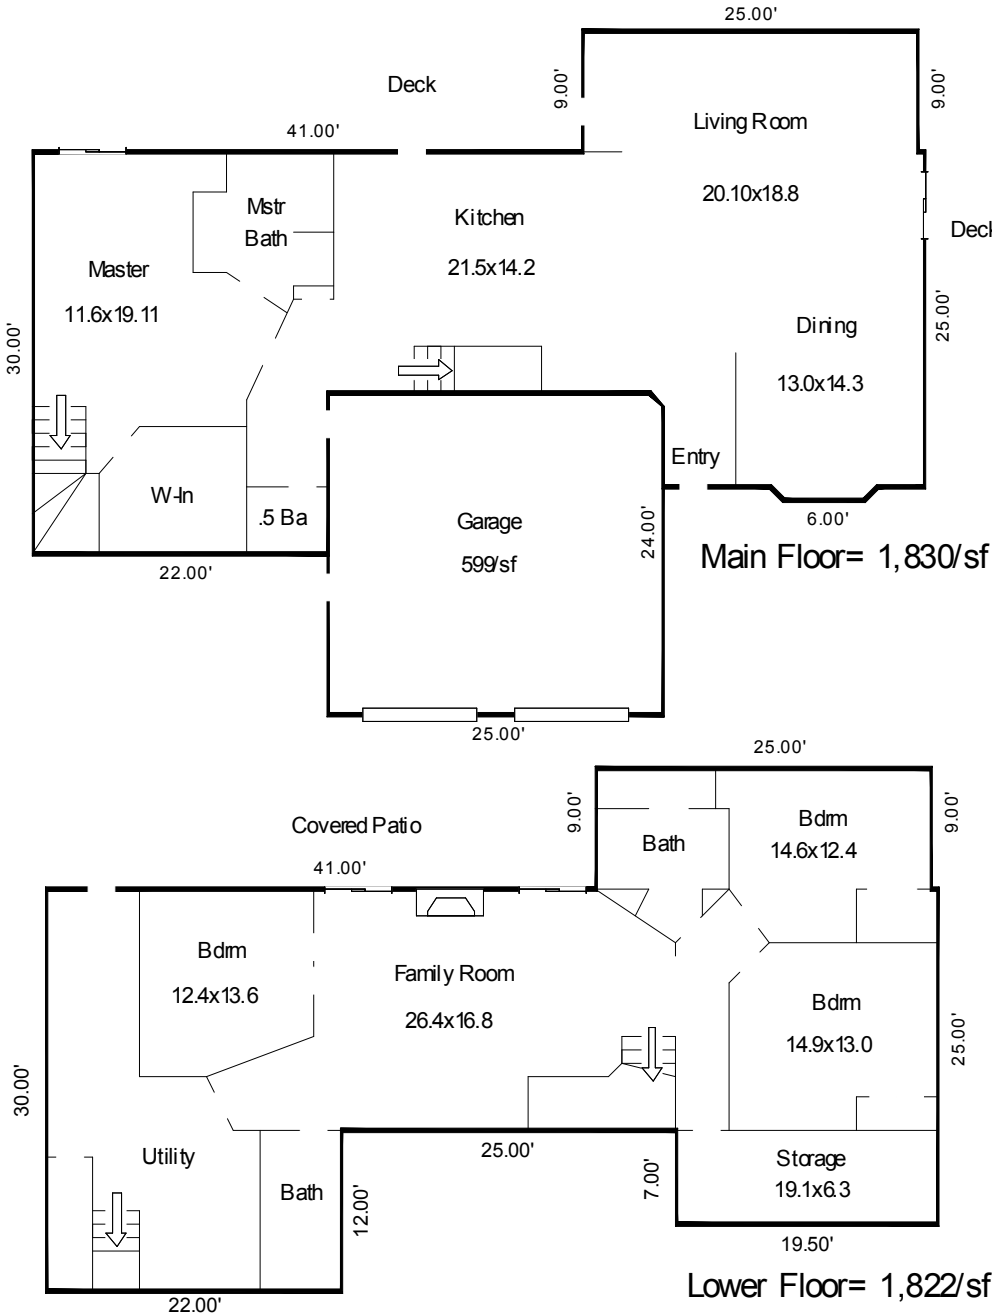 25.00'
Deck
9.00'
9.00'
41.00'
Living Room
20.10x18.8
Mstr
Bath
Kitchen
21.5x14.2
Deck
Master
11.6x19.11
30.00'
25.00'
Dining
13.0x14.3
Entry
W-In
.5 Ba
Garage
599/sf
24.00'
6.00'
Main Floor= 1,830/sf
22.00'
25.00'
25.00'
Covered Patio
41.00'
9.00'
9.00'
Bath
Bdrm
14.6x12.4
Bdrm
12.4x13.6
Family Room
26.4x16.8
Bdrm
14.9x13.0
30.00'
25.00'
Utility
Bath
12.00'
25.00'
7.00'
Storage
19.1x6.3
19.50'
22.00'
Lower Floor= 1,822/sf